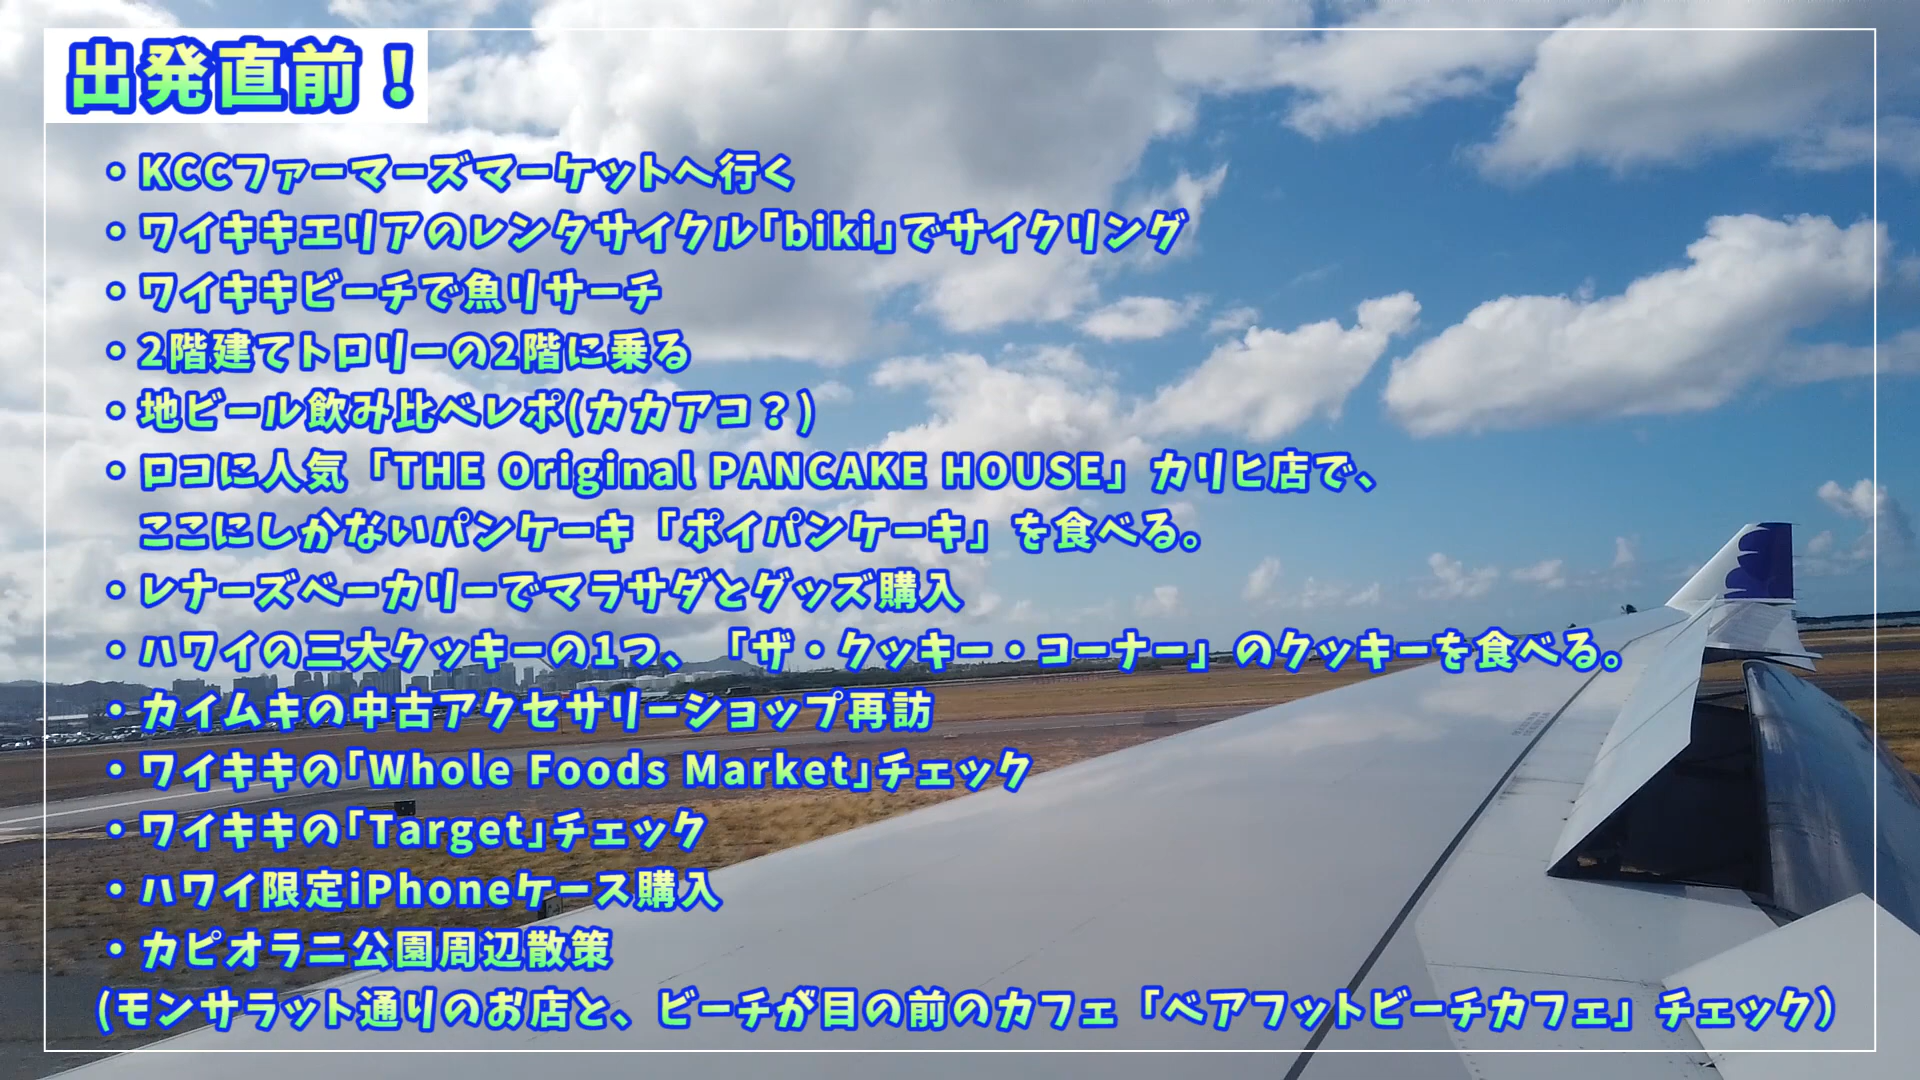 出発直前！
・KCCファーマーズマーケットへ行く
・ワイキキエリアのレンタサイクル｢biki｣でサイクリング
・ワイキキビーチで魚リサーチ
・2階建てトロリーの2階に乗る
・地ビール飲み比べレポ(カカアコ？)
・ロコに人気「THE Original PANCAKE HOUSE」カリヒ店で、
ここにしかないパンケーキ「ポイパンケーキ」を食べる。
・レナーズベーカリーでマラサダとグッズ購入
・ハワイの三大クッキーの1つ、「ザ・クッキー・コーナー」のクッキーを食べる。
・カイムキの中古アクセサリーショップ再訪
・ワイキキの｢Whole Foods Market｣チェック
・ワイキキの｢Target｣チェック
・ハワイ限定iPhoneケース購入
・カピオラニ公園周辺散策
(モンサラット通りのお店と、ビーチが目の前のカフェ「ベアフットビーチカフェ」チェック）